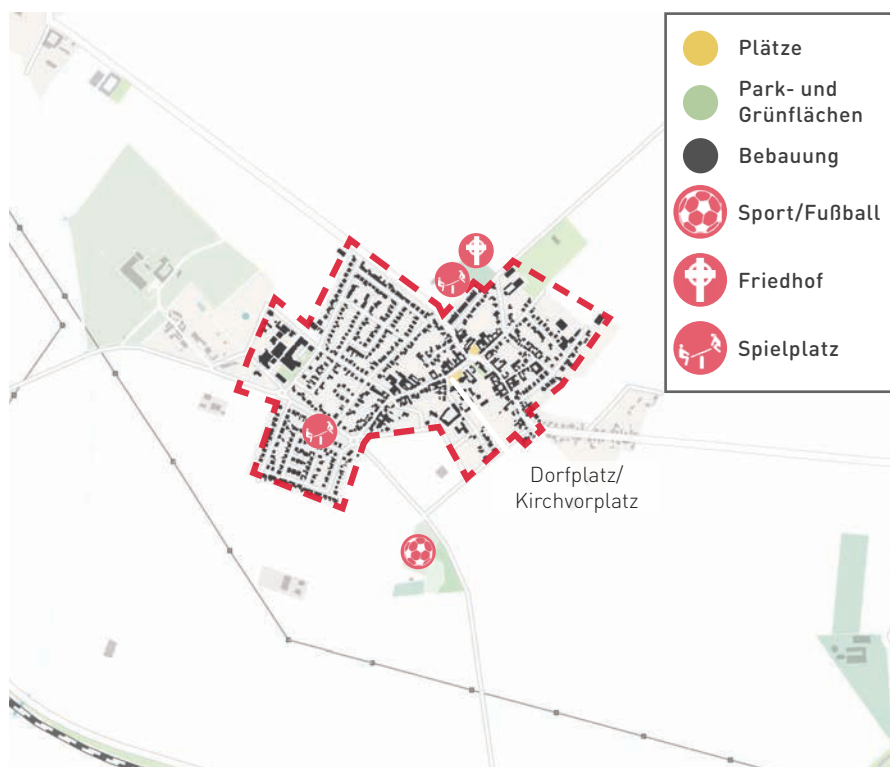 Plätze
Park- und
Grünflächen
Bebauung
Sport/Fußball
Friedhof
Spielplatz
Dorfplatz/
Kirchvorplatz